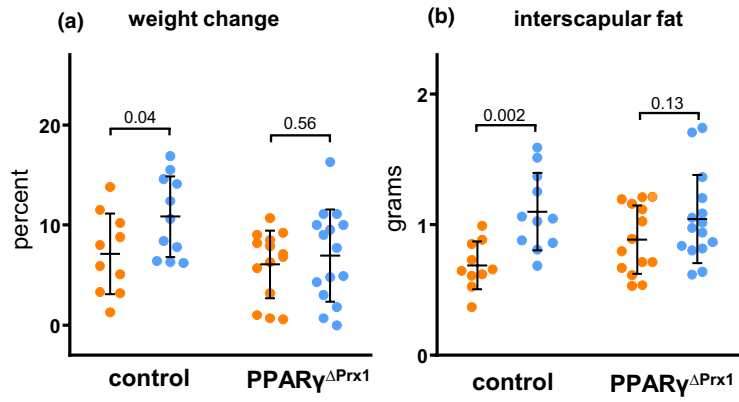 (a) weight change
percent
20
10
0
0.04
0.56
control PPARγ^ΔPrx1
(b) interscapular fat
grams
2
1
0
0.002
0.13
control PPARγ^ΔPrx1